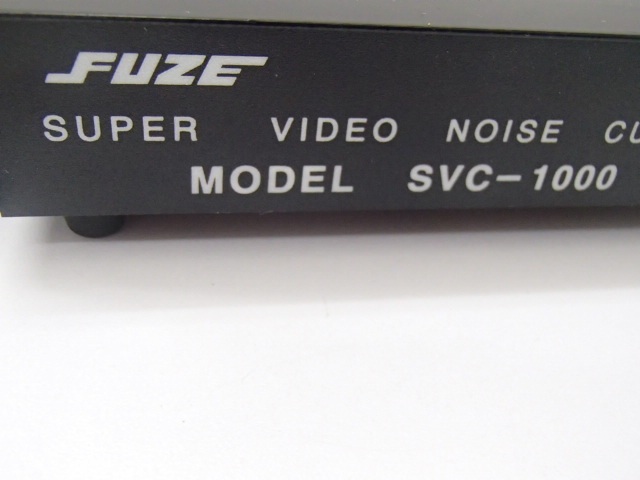 FUZE
SUPER VIDEO NOISE
MODEL SVC-1000